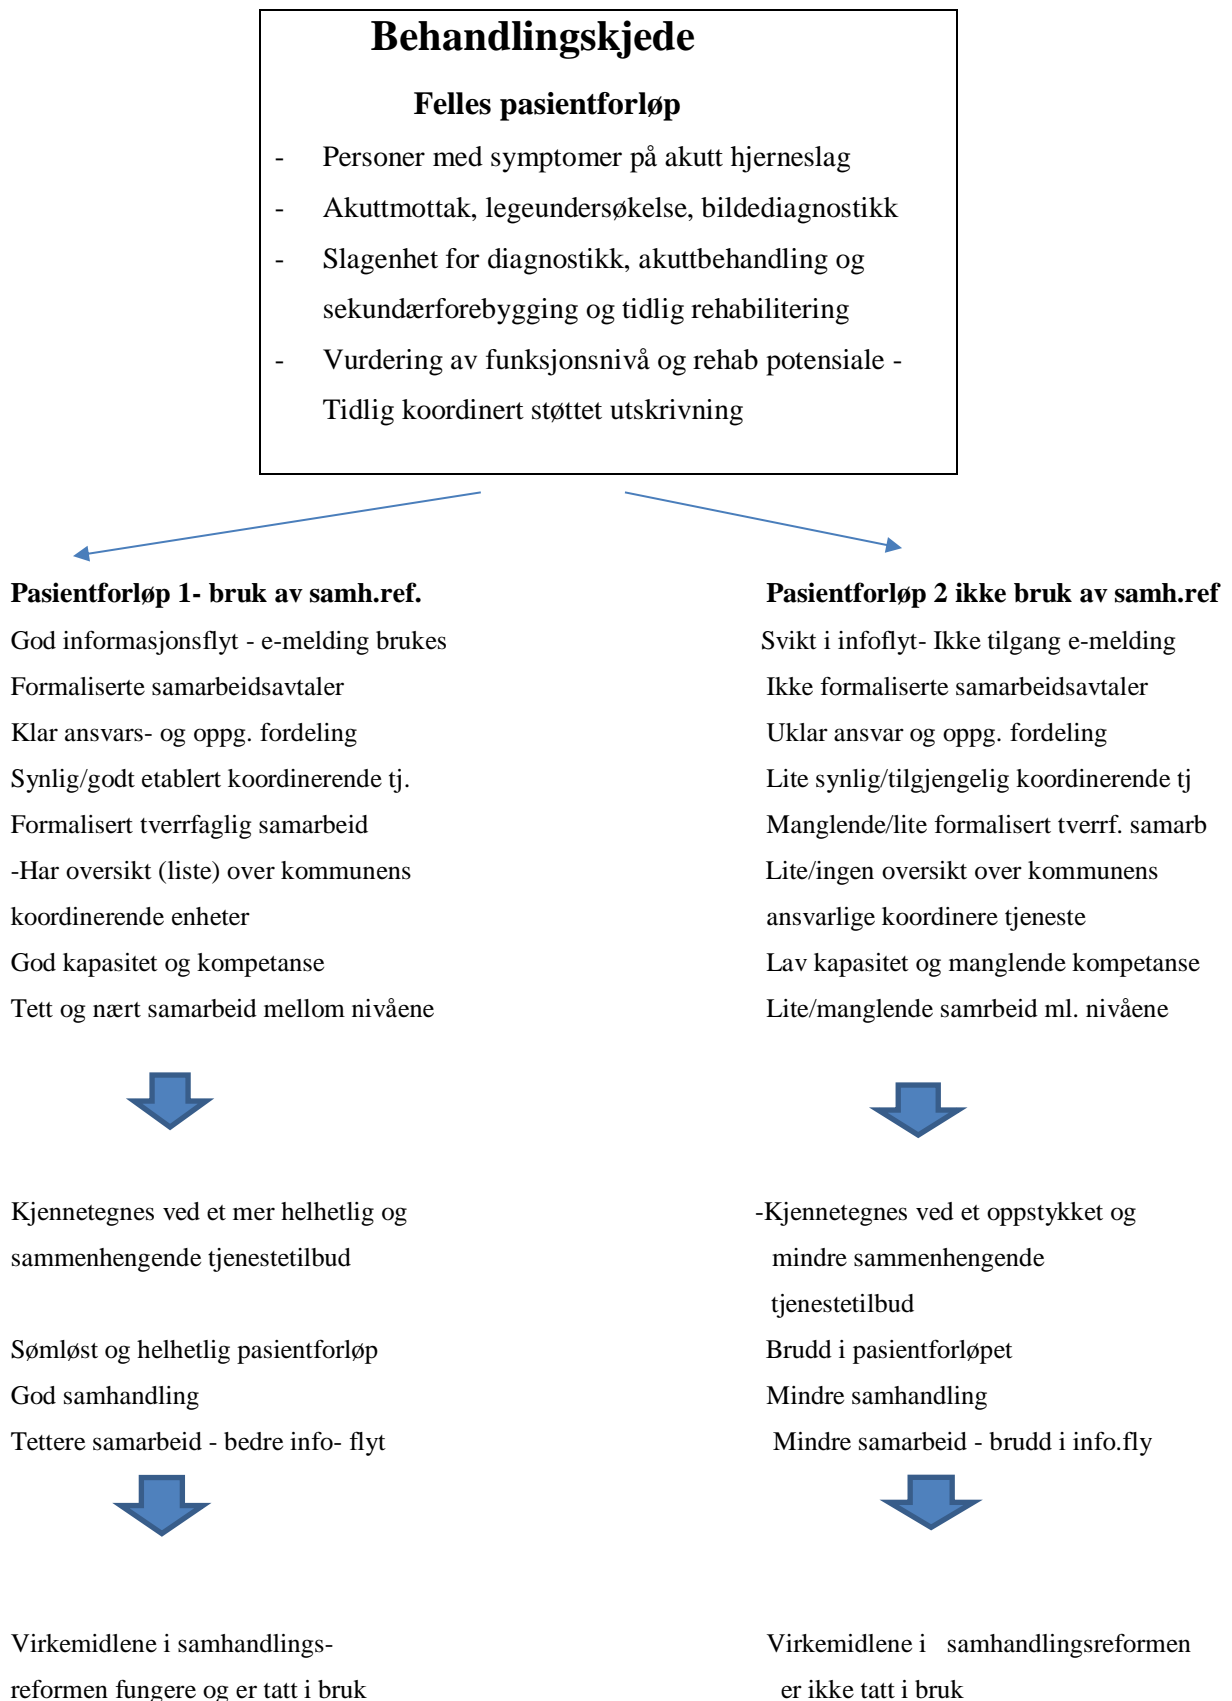 Behandlingskjede
Felles pasientforløp
- Personer med symptomer på akutt hjerneslag
- Akuttmottak, legeundersøkelse, bildediagnostikk
- Slagenhet for diagnostikk, akuttbehandling og
sekundærforebygging og tidlig rehabilitering
- Vurdering av funksjonsnivå og rehab potensiale -
Tidlig koordinert støttet utskrivning
Pasientforløp 1- bruk av samh.ref.
God informasjonsflyt - e-melding brukes
Formaliserte samarbeidsavtaler
Klar ansvars- og oppg. fordeling
Synlig/godt etablert koordinerende tj.
Formalisert tverrfaglig samarbeid
-Har oversikt (liste) over kommunens
koordinerende enheter
God kapasitet og kompetanse
Tett og nært samarbeid mellom nivåene
Kjennetegnes ved et mer helhetlig og
sammenhengende tjenestetilbud
Sømløst og helhetlig pasientforløp
God samhandling
Tettere samarbeid - bedre info- flyt
Virkemidlene i samhandlings-
reformen fungere og er tatt i bruk
Pasientforløp 2 ikke bruk av samh.ref
Svikt i infoflyt- Ikke tilgang e-melding
Ikke formaliserte samarbeidsavtaler
Uklar ansvar og oppg. fordeling
Lite synlig/tilgjengelig koordinerende tj
Manglende/lite formalisert tverrf. samarb
Lite/ingen oversikt over kommunens
ansvarlige koordinere tjeneste
Lav kapasitet og manglende kompetanse
Lite/manglende samrbeid ml. nivåene
-Kjennetegnes ved et oppstykket og
mindre sammenhengende
tjenestetilbud
Brudd i pasientforløpet
Mindre samhandling
Mindre samarbeid - brudd i info.fly
Virkemidlene i samhandlingsreformen
er ikke tatt i bruk